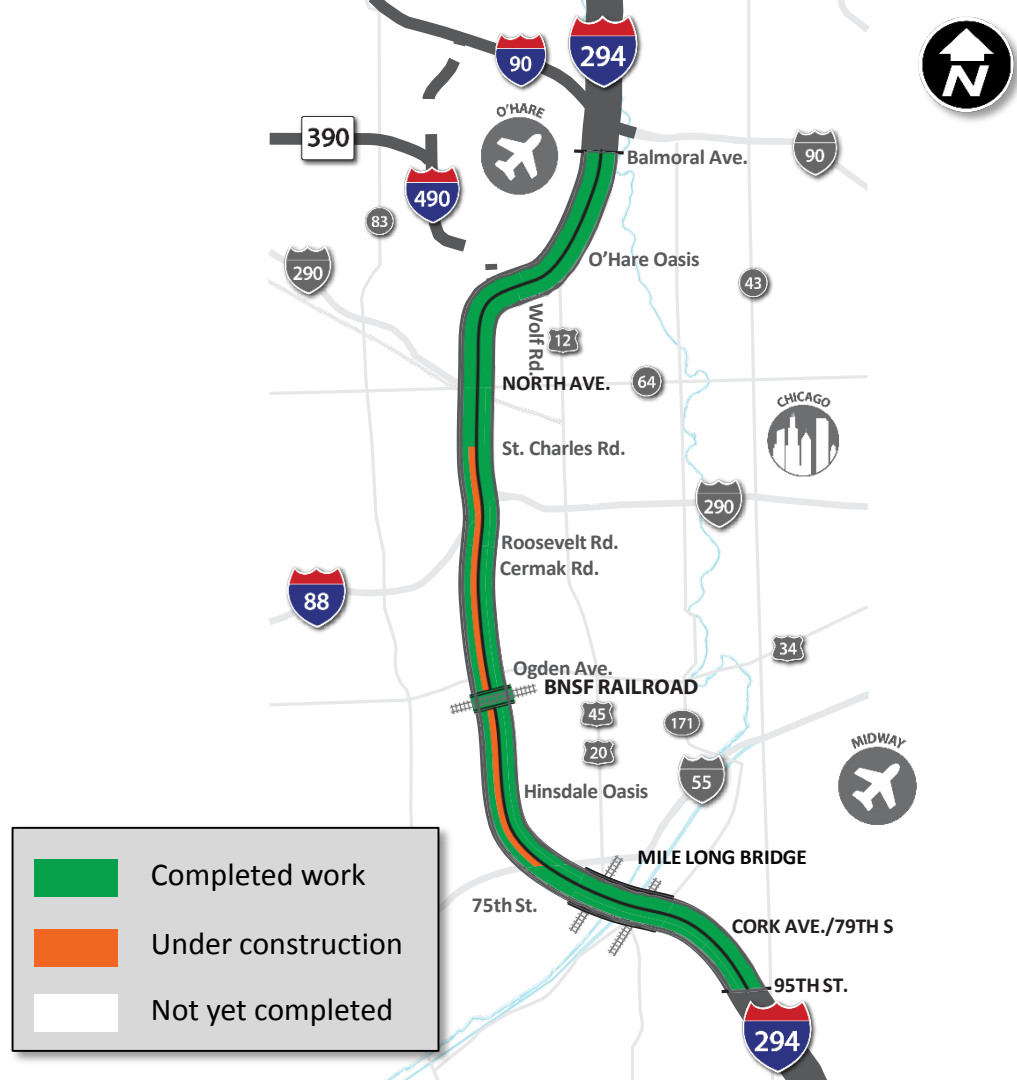 90
294
N
O'HARE
390
Balmoral Ave.
90
490
83
O'Hare Oasis
290
43
Wolf Rd.
12
NORTH AVE.
64
CHICAGO
St. Charles Rd.
290
Roosevelt Rd.
Cermak Rd.
88
34
Ogden Ave.
BNSF RAILROAD
45
171
20
MIDWAY
55
Hinsdale Oasis
MILE LONG BRIDGE
75th St.
CORK AVE./79TH S
95TH ST.
294
Completed work
Under construction
Not yet completed